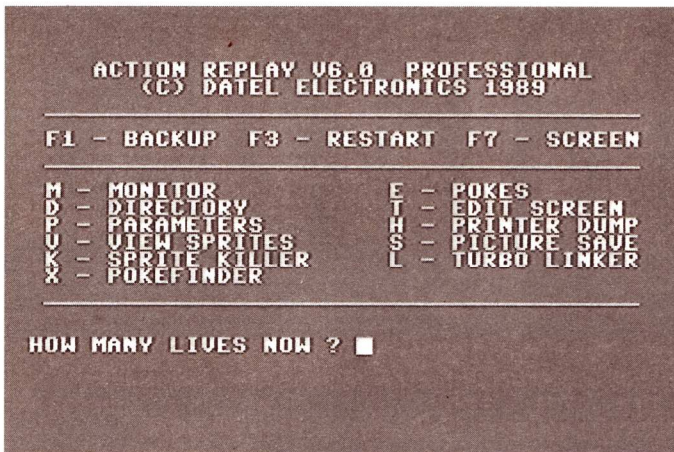 ACTION REPLAY V6.0 PROFESSIONAL
(C) DATEL ELECTRONICS 1989
F1 - BACKUP F3 - RESTART F7 - SCREEN
M - MONITOR
D - DIRECTORY
P - PARAMETERS
V - VIEW SPRITES
K - SPRITE KILLER
X - POKEFINDER
E - POKES
T - EDIT SCREEN
H - PRINTER DUMP
S - PICTURE SAVE
L - TURBO LINKER
HOW MANY LIVES NOW ?